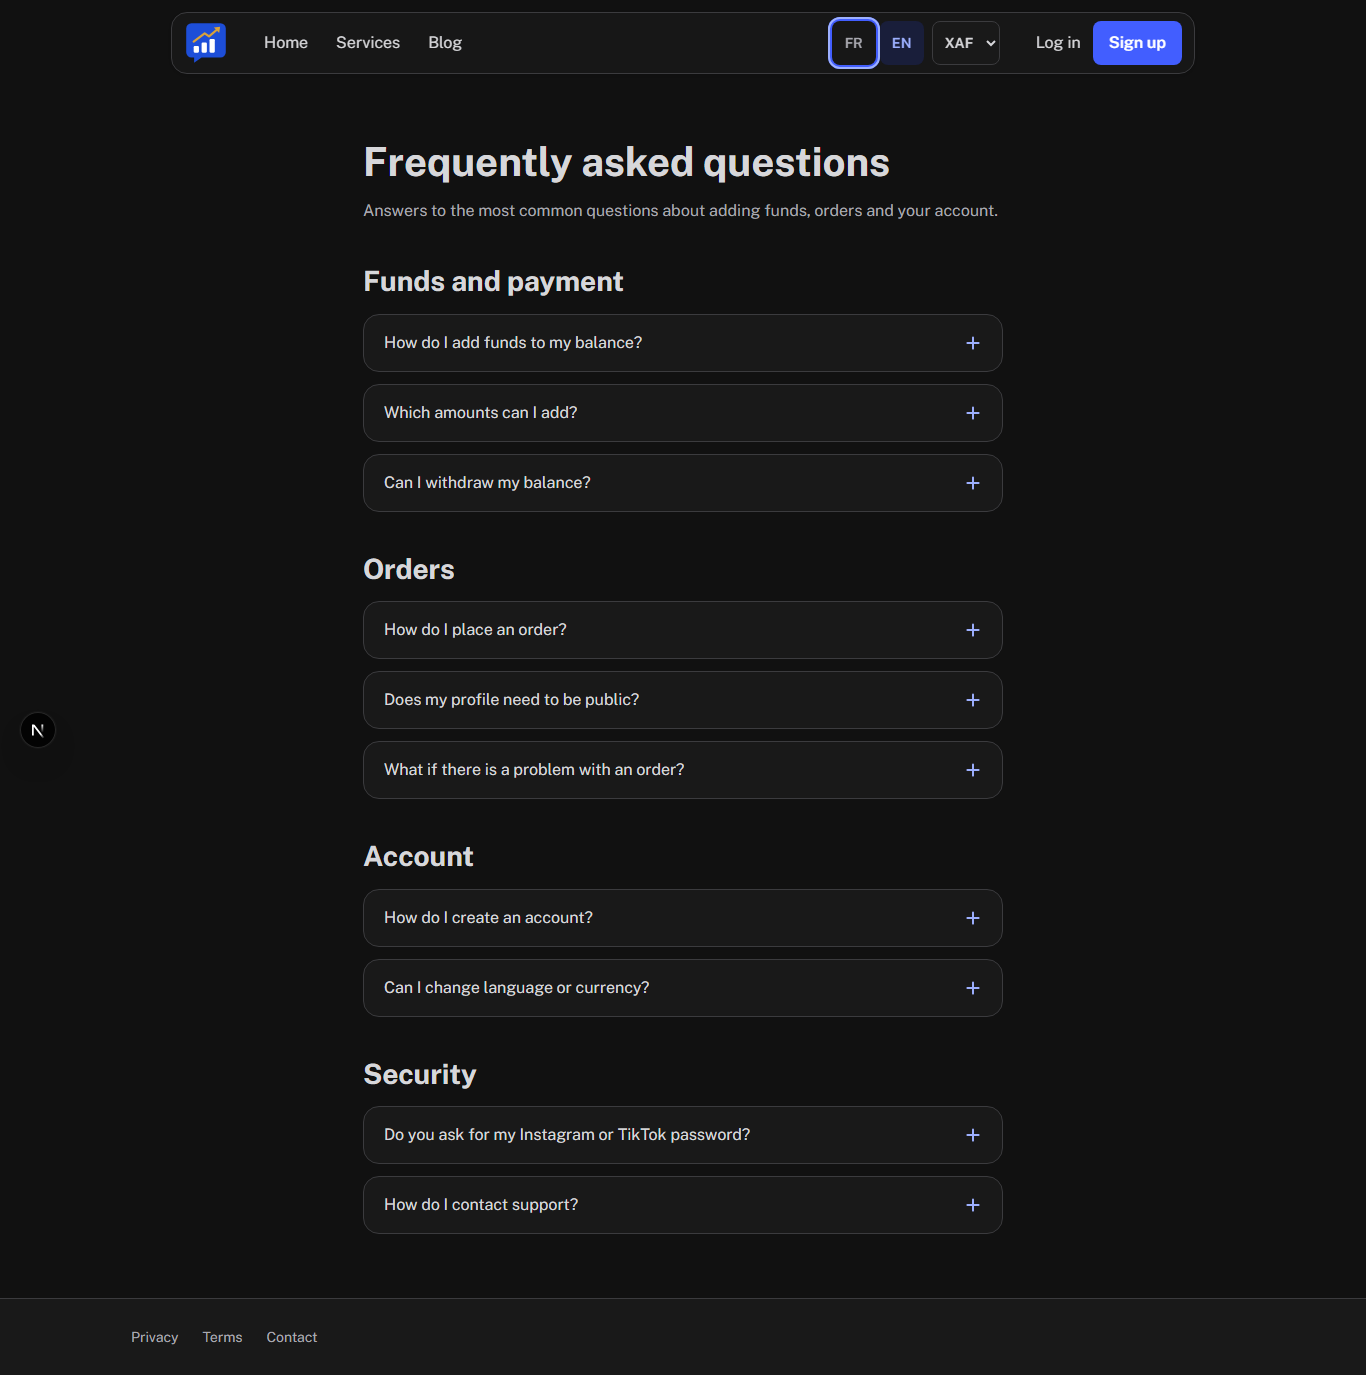 Home Services Blog FR EN XAF Log in Sign up
Frequently asked questions
Answers to the most common questions about adding funds, orders and your account.
Funds and payment
How do I add funds to my balance?
Which amounts can I add?
Can I withdraw my balance?
Orders
How do I place an order?
Does my profile need to be public?
What if there is a problem with an order?
Account
How do I create an account?
Can I change language or currency?
Security
Do you ask for my Instagram or TikTok password?
How do I contact support?
Privacy Terms Contact